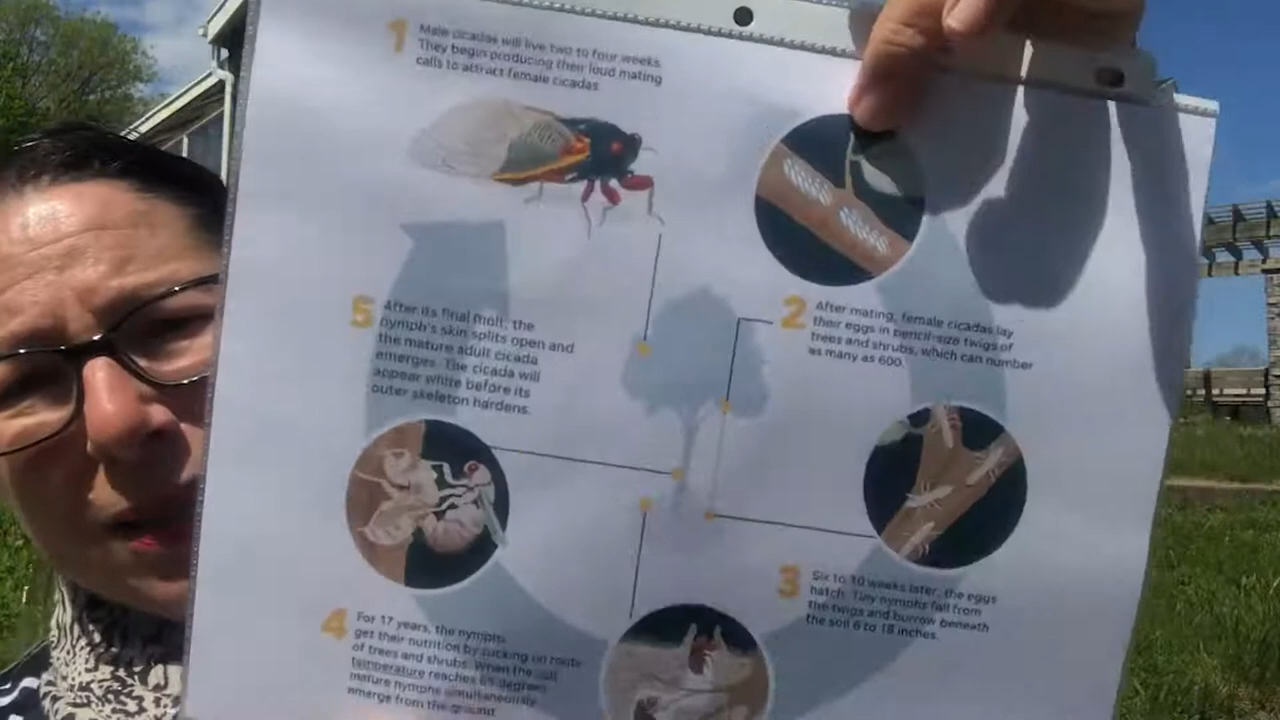 1
Male cicadas will live two to four weeks.
They begin producing their loud mating
calls to attract female cicadas.
2
After mating, female cicadas lay
their eggs in pencil-size twigs of
trees and shrubs, which can number
as many as 600.
3
Six to 10 weeks later, the eggs
hatch. Tiny nymphs fall from
the twigs and burrow beneath
the soil 6 to 18 inches.
4
For 17 years, the nymphs
get their nutrition by sucking on roots
of trees and shrubs. When the soil
temperature reaches 65 degrees
mature nymphs simultaneously
emerge from the ground.
5
After its final molt, the
nymph's skin splits open and
the mature adult cicada
emerges. The cicada will
appear white before its
outer skeleton hardens.